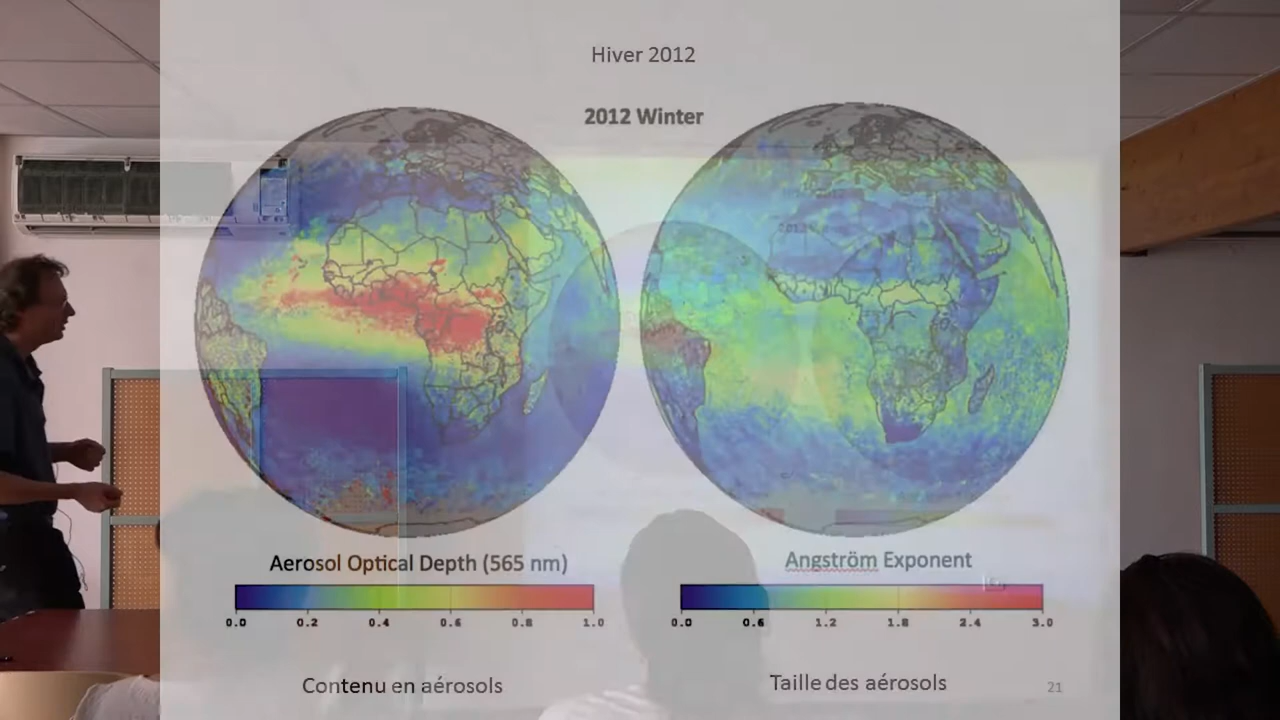 Hiver 2012
2012 Winter
Aerosol Optical Depth (565 nm)
0.0 0.2 0.4 0.6 0.8 1.0
Angström Exponent
0.0 0.6 1.2 1.8 2.4 3.0
Contenu en aérosols
Taille des aérosols
21